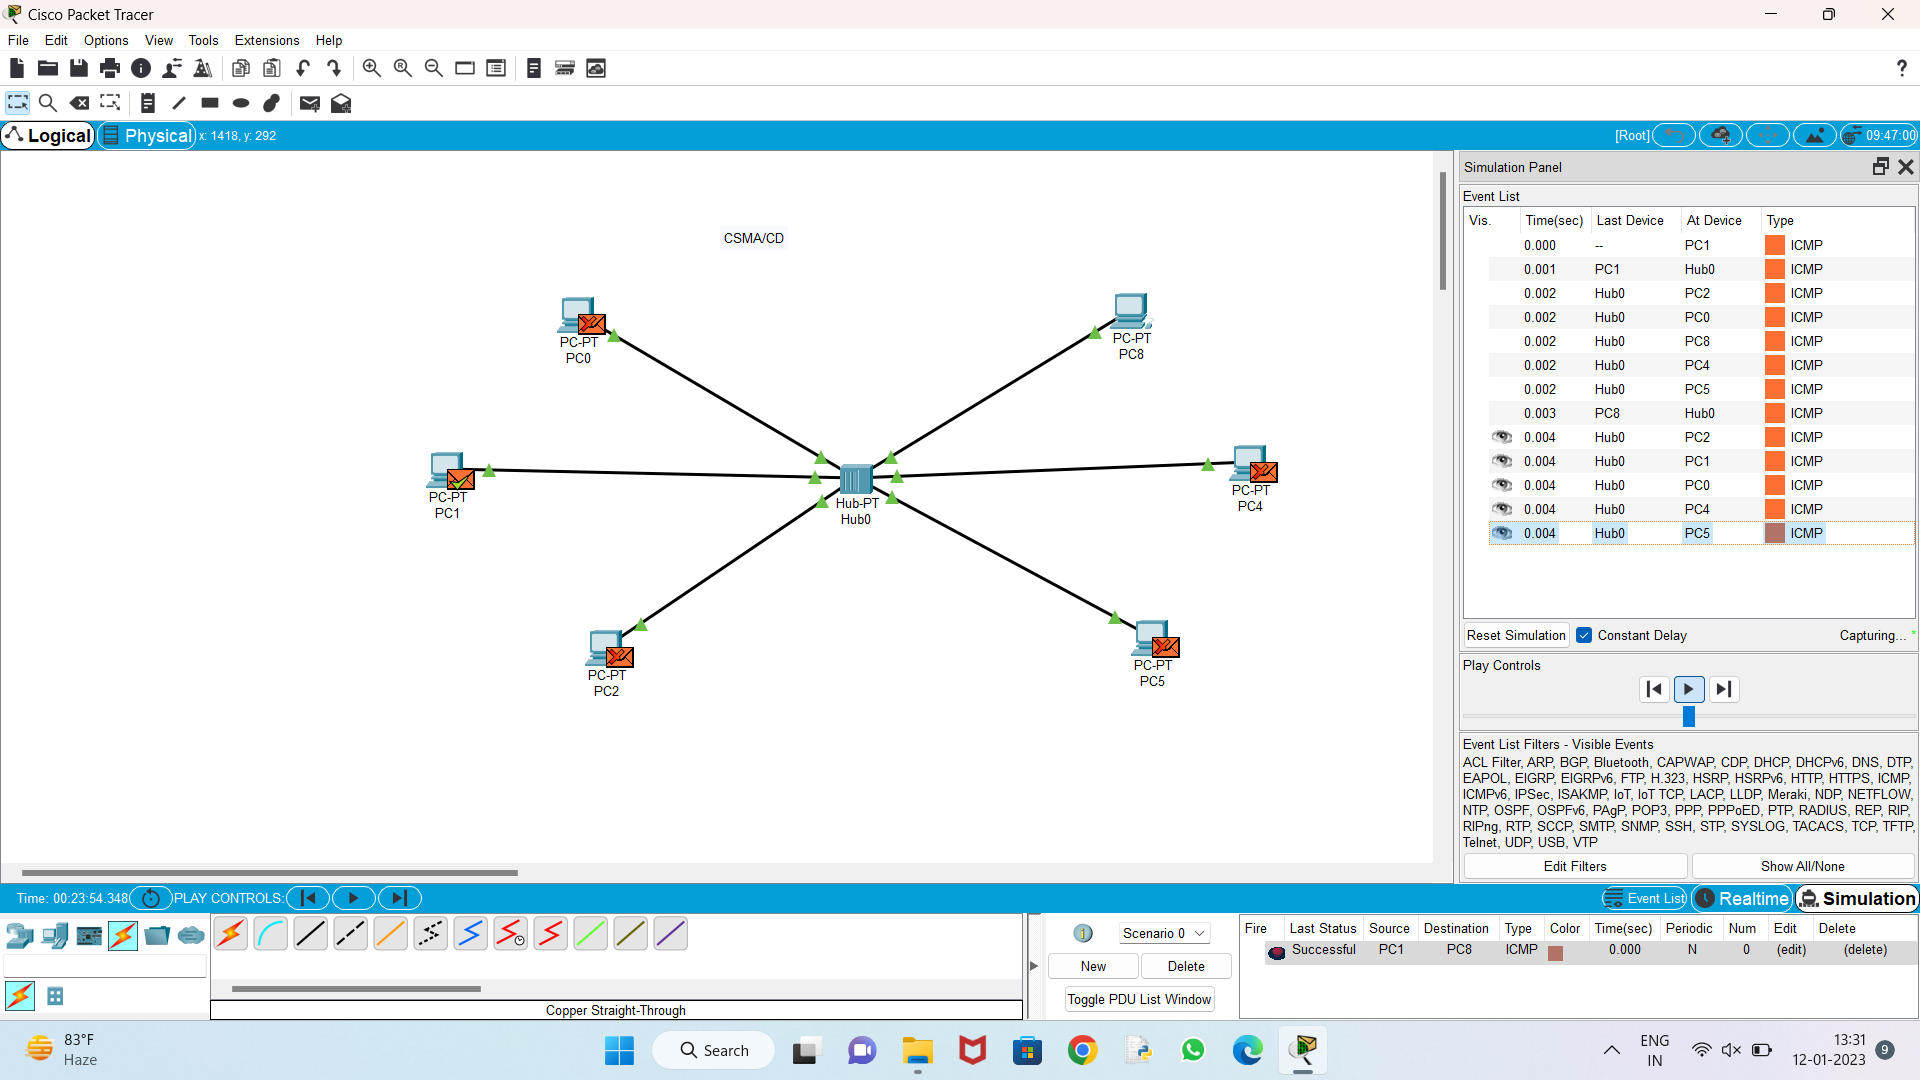 Cisco Packet Tracer
File Edit Options View Tools Extensions Help
?
Logical Physical x: 1418, y: 292 [Root] 09:47:00
Simulation Panel
Event List
Vis. Time(sec) Last Device At Device Type
0.000 -- PC1 ICMP
0.001 PC1 Hub0 ICMP
0.002 Hub0 PC2 ICMP
0.002 Hub0 PC0 ICMP
0.002 Hub0 PC8 ICMP
0.002 Hub0 PC4 ICMP
0.002 Hub0 PC5 ICMP
0.003 PC8 Hub0 ICMP
0.004 Hub0 PC2 ICMP
0.004 Hub0 PC1 ICMP
0.004 Hub0 PC0 ICMP
0.004 Hub0 PC4 ICMP
0.004 Hub0 PC5 ICMP
Reset Simulation Constant Delay Capturing...
Play Controls
Event List Filters - Visible Events
ACL Filter, ARP, BGP, Bluetooth, CAPWAP, CDP, DHCP, DHCPv6, DNS, DTP,
EAPOL, EIGRP, EIGRPv6, FTP, H.323, HSRP, HSRPv6, HTTP, HTTPS, ICMP,
ICMPv6, IPSec, ISAKMP, IoT, IoT TCP, LACP, LLDP, Meraki, NDP, NETFLOW,
NTP, OSPF, OSPFv6, PAgP, POP3, PPP, PPPoED, PTP, RADIUS, REP, RIP,
RIPng, RTP, SCCP, SMTP, SNMP, SSH, STP, SYSLOG, TACACS, TCP, TFTP,
Telnet, UDP, USB, VTP
Edit Filters Show All/None
CSMA/CD
PC-PT
PC0
PC-PT
PC8
PC-PT
PC1
Hub-PT
Hub0
PC-PT
PC4
PC-PT
PC2
PC-PT
PC5
Time: 00:23:54.348 PLAY CONTROLS: Event List Realtime Simulation
Scenario 0
New Delete
Toggle PDU List Window
Fire Last Status Source Destination Type Color Time(sec) Periodic Num Edit Delete
Successful PC1 PC8 ICMP 0.000 N 0 (edit) (delete)
Copper Straight-Through
83°F
Haze
Search
ENG
IN
13:31
12-01-2023
9